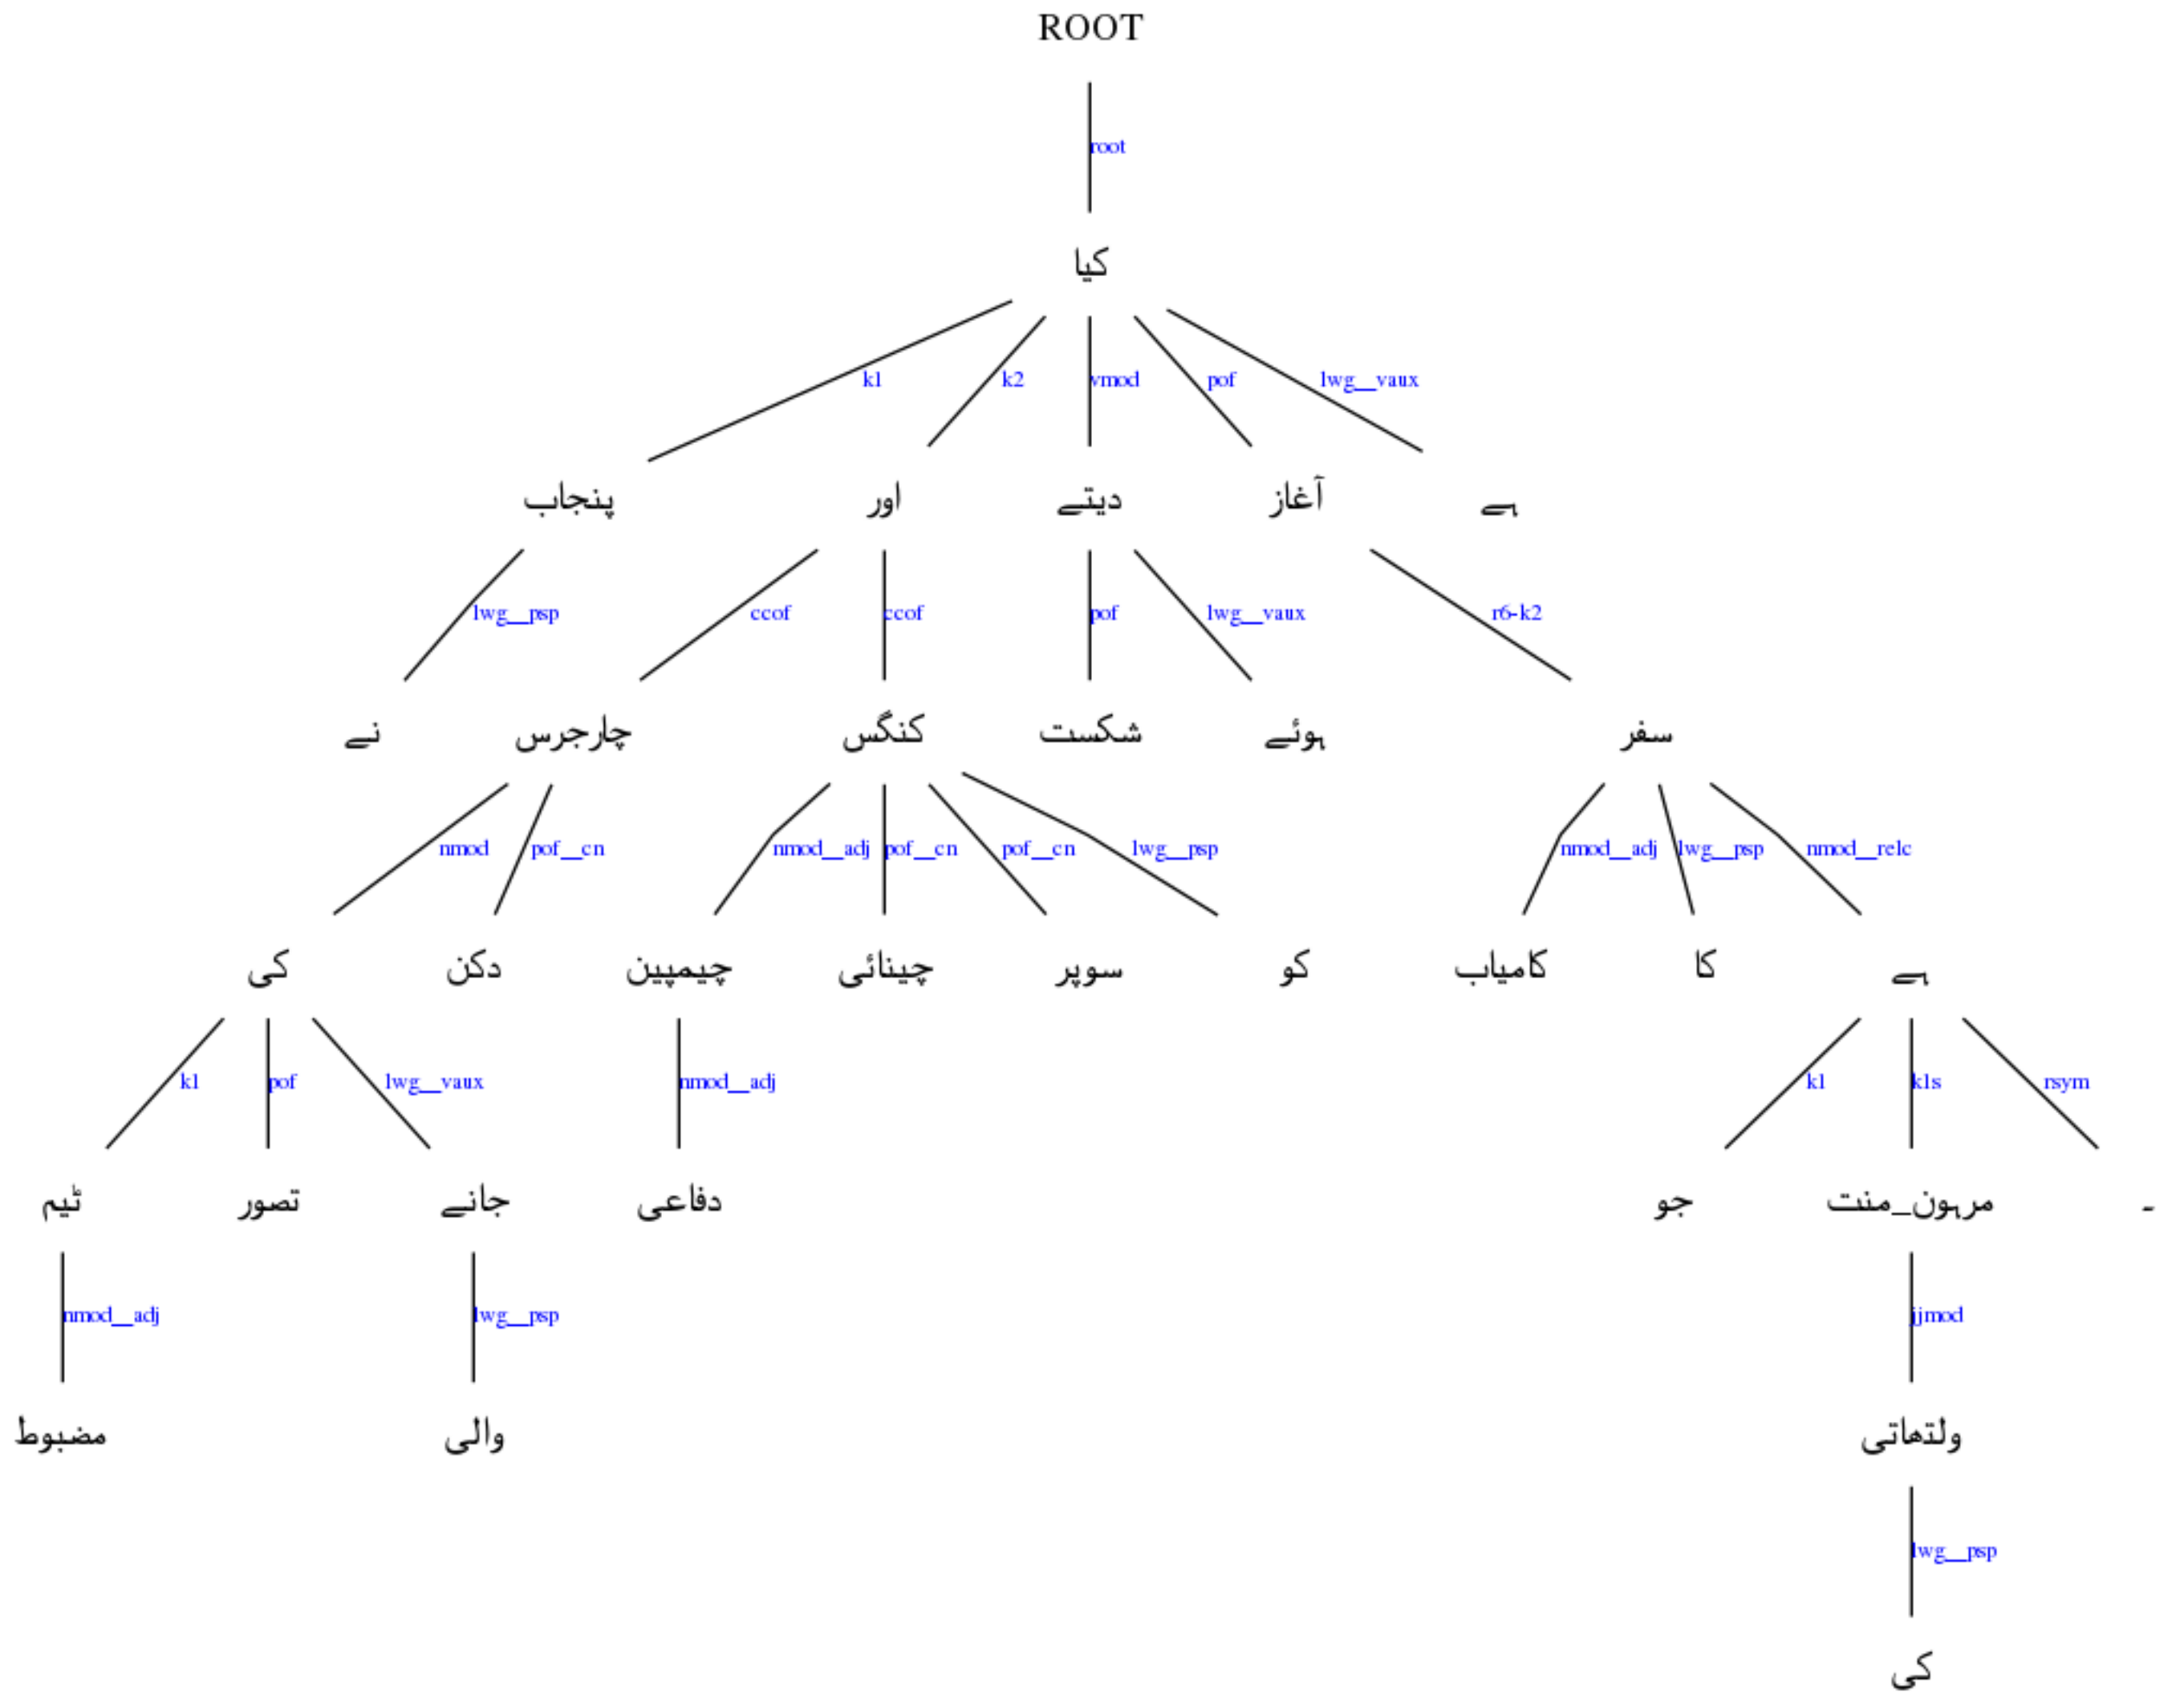 ROOT
root
کیا
k1 k2 vmod pof lwg__vaux
پنجاب اور دیتے آغاز ہے
lwg__psp ccof ccof pof lwg__vaux r6-k2
نے چارجرس کنگس شکست ہوئے سفر
nmod pof__cn nmod__adj pof__cn pof__cn lwg__psp nmod__adj lwg__psp nmod__relc
کی دکن چیمپین چینائی سوپر کو کامیاب کا ہے
k1 pof lwg__vaux nmod__adj k1 k1s rsym
ٹیم تصور جانے دفاعی جو مرہون_منت ۔
nmod__adj lwg__psp jjmod
مضبوط والی ولتھاتی
lwg__psp
کی